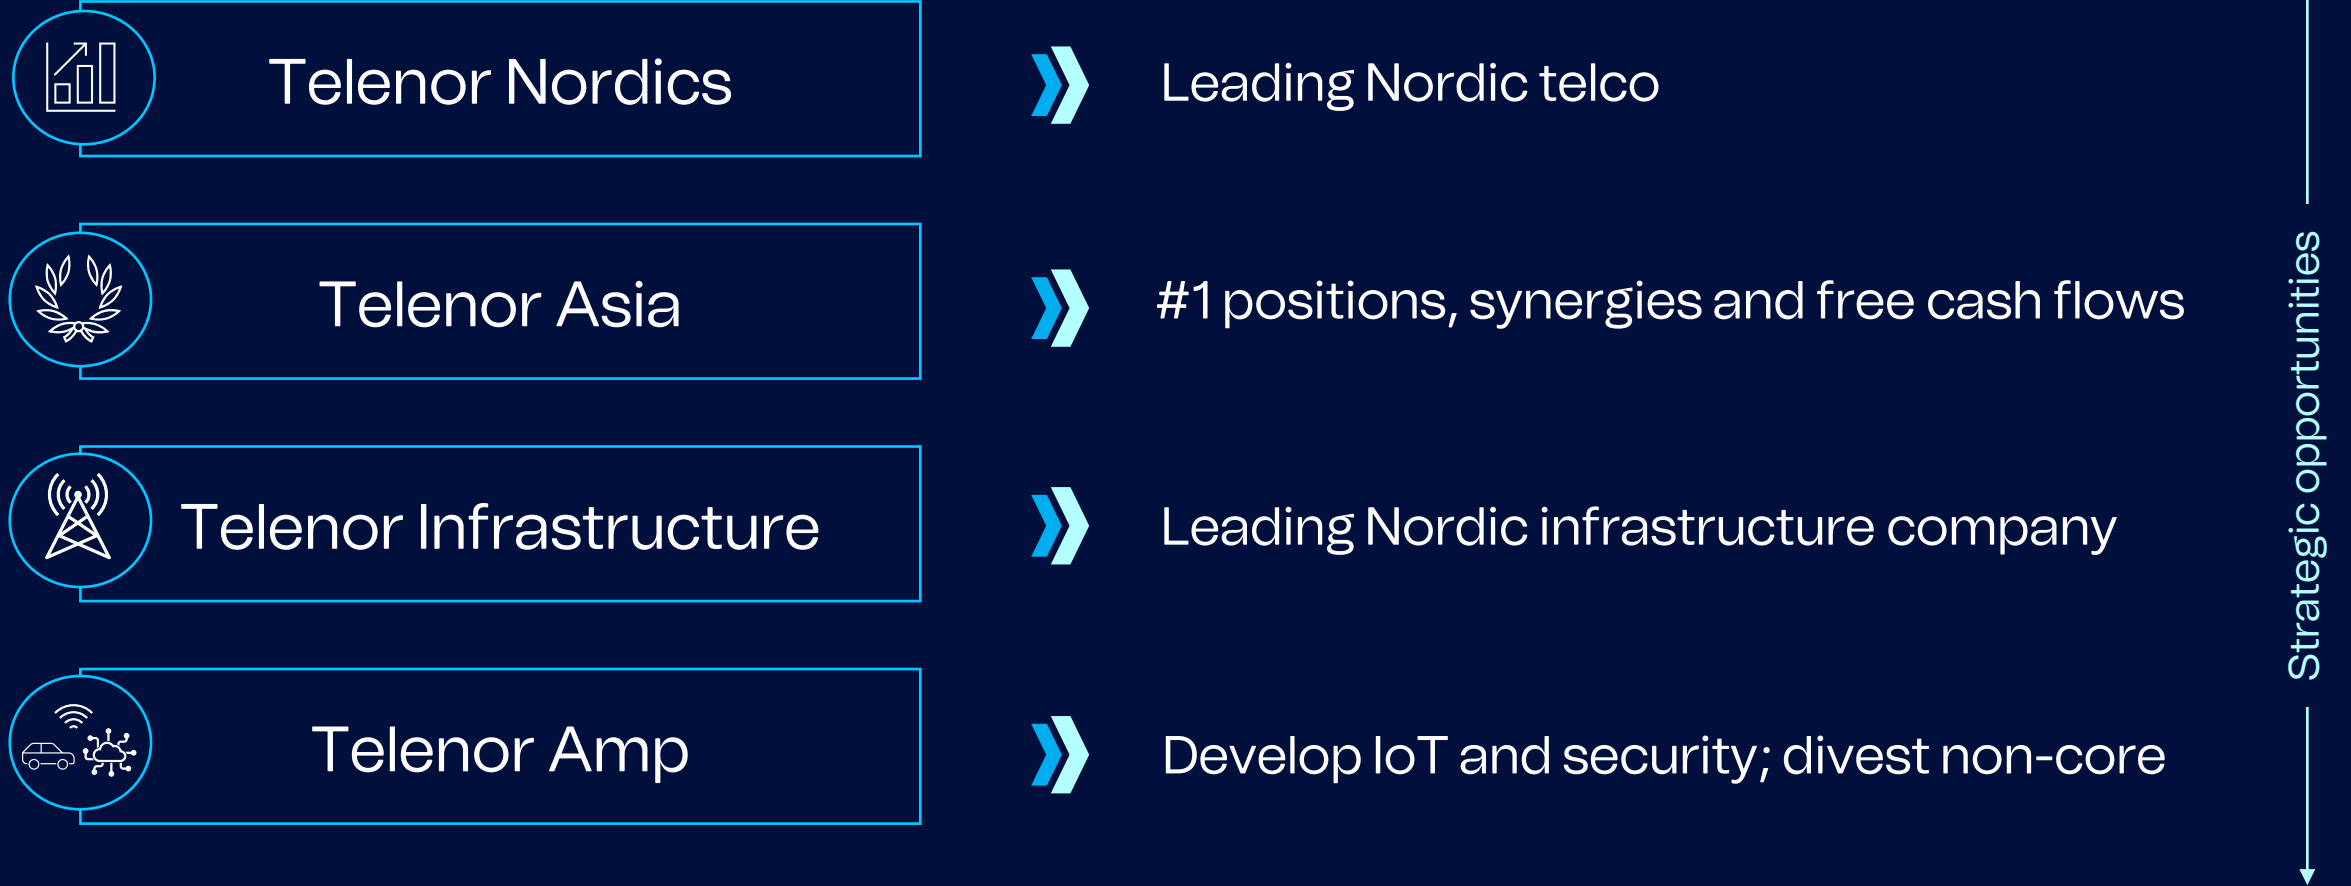 Telenor Nordics
Leading Nordic telco
Telenor Asia
#1 positions, synergies and free cash flows
Telenor Infrastructure
Leading Nordic infrastructure company
Telenor Amp
Develop IoT and security; divest non-core
Strategic opportunities